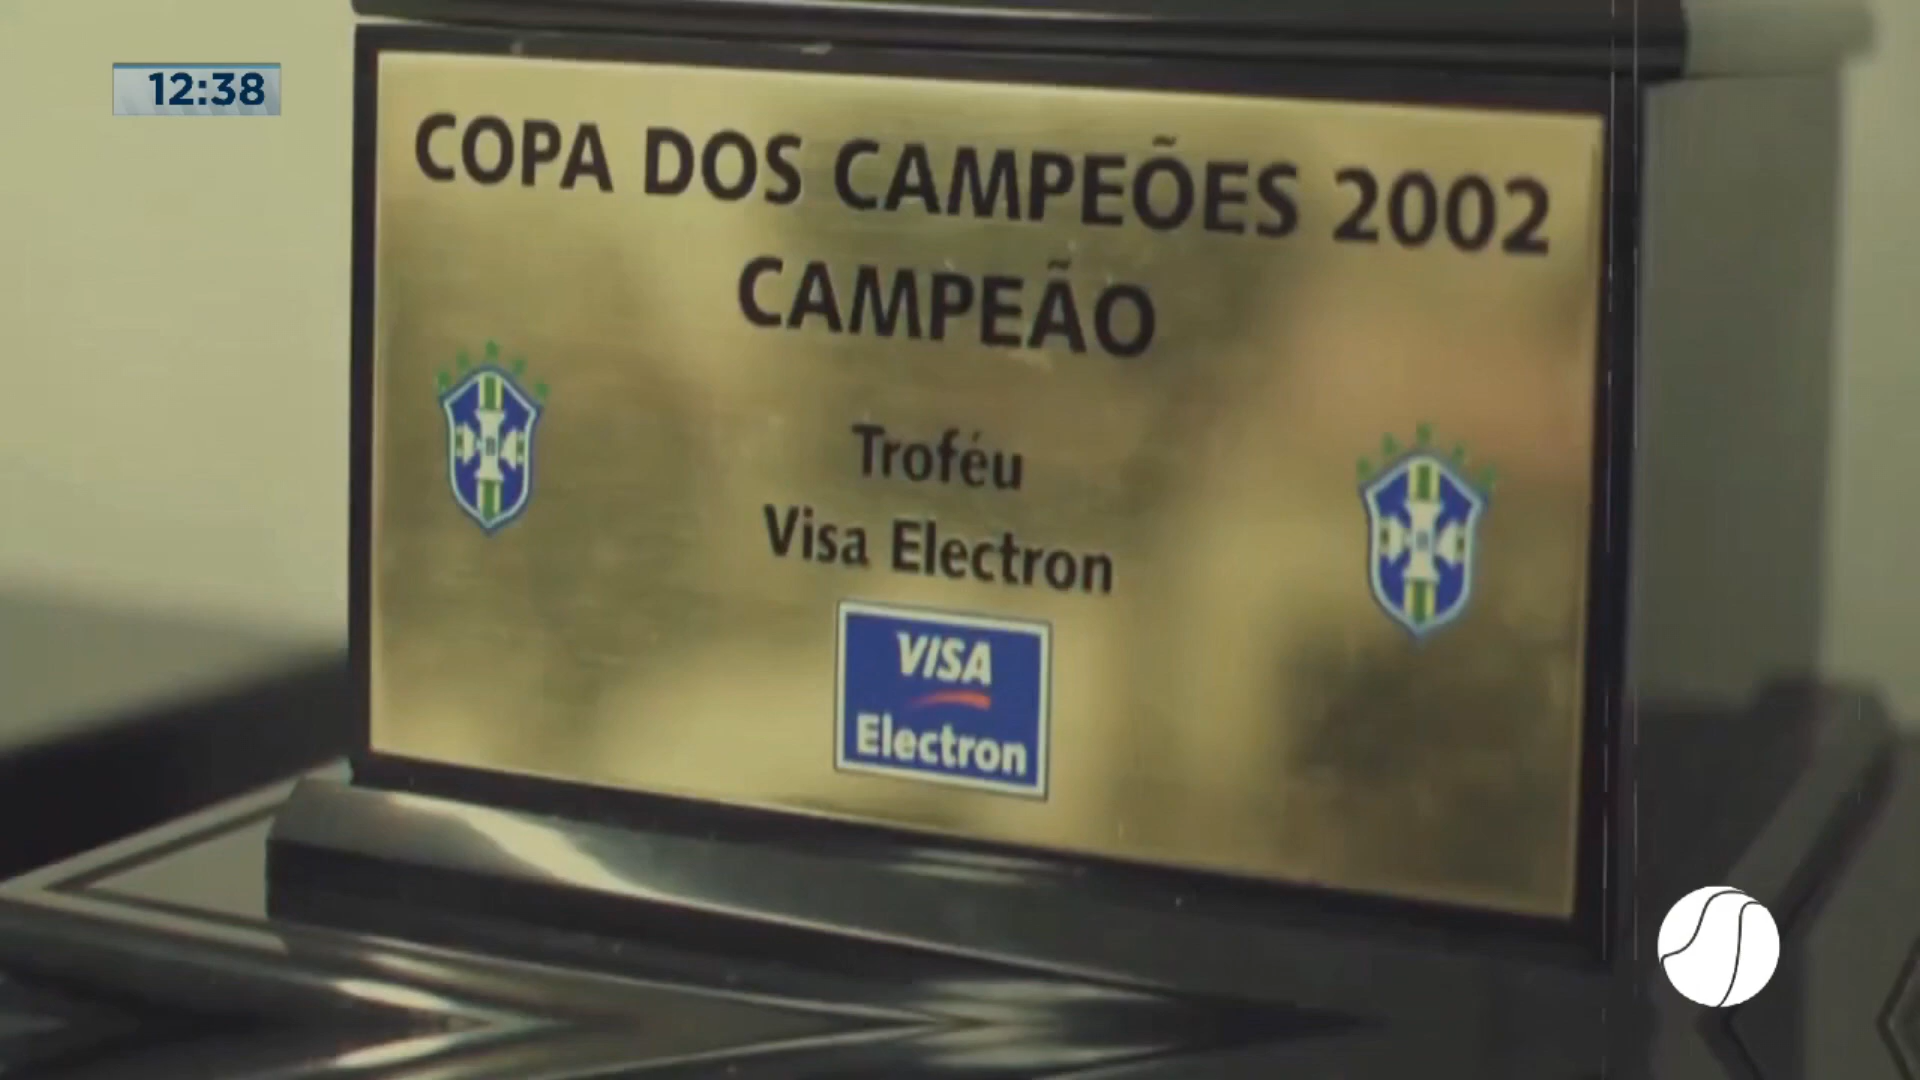 12:38
COPA DOS CAMPEÕES 2002
CAMPEÃO
Troféu
Visa Electron
VISA
Electron